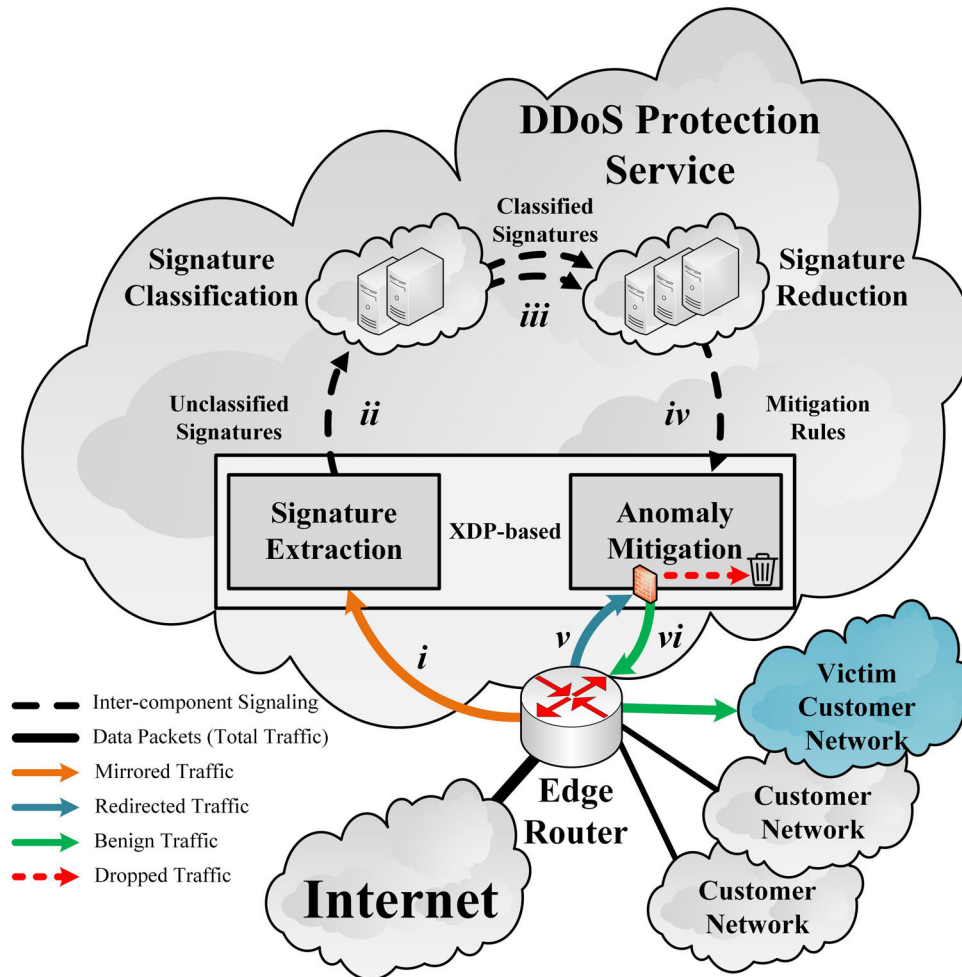 DDoS Protection
Service
Classified
Signatures
Signature
Classification
Signature
Reduction
iii
Unclassified
Signatures
ii
iv
Mitigation
Rules
Signature
Extraction
XDP-based
Anomaly
Mitigation
i
v
vi
Victim
Customer
Network
Inter-component Signaling
Data Packets (Total Traffic)
Mirrored Traffic
Redirected Traffic
Benign Traffic
Dropped Traffic
Edge
Router
Customer
Network
Internet
Customer
Network